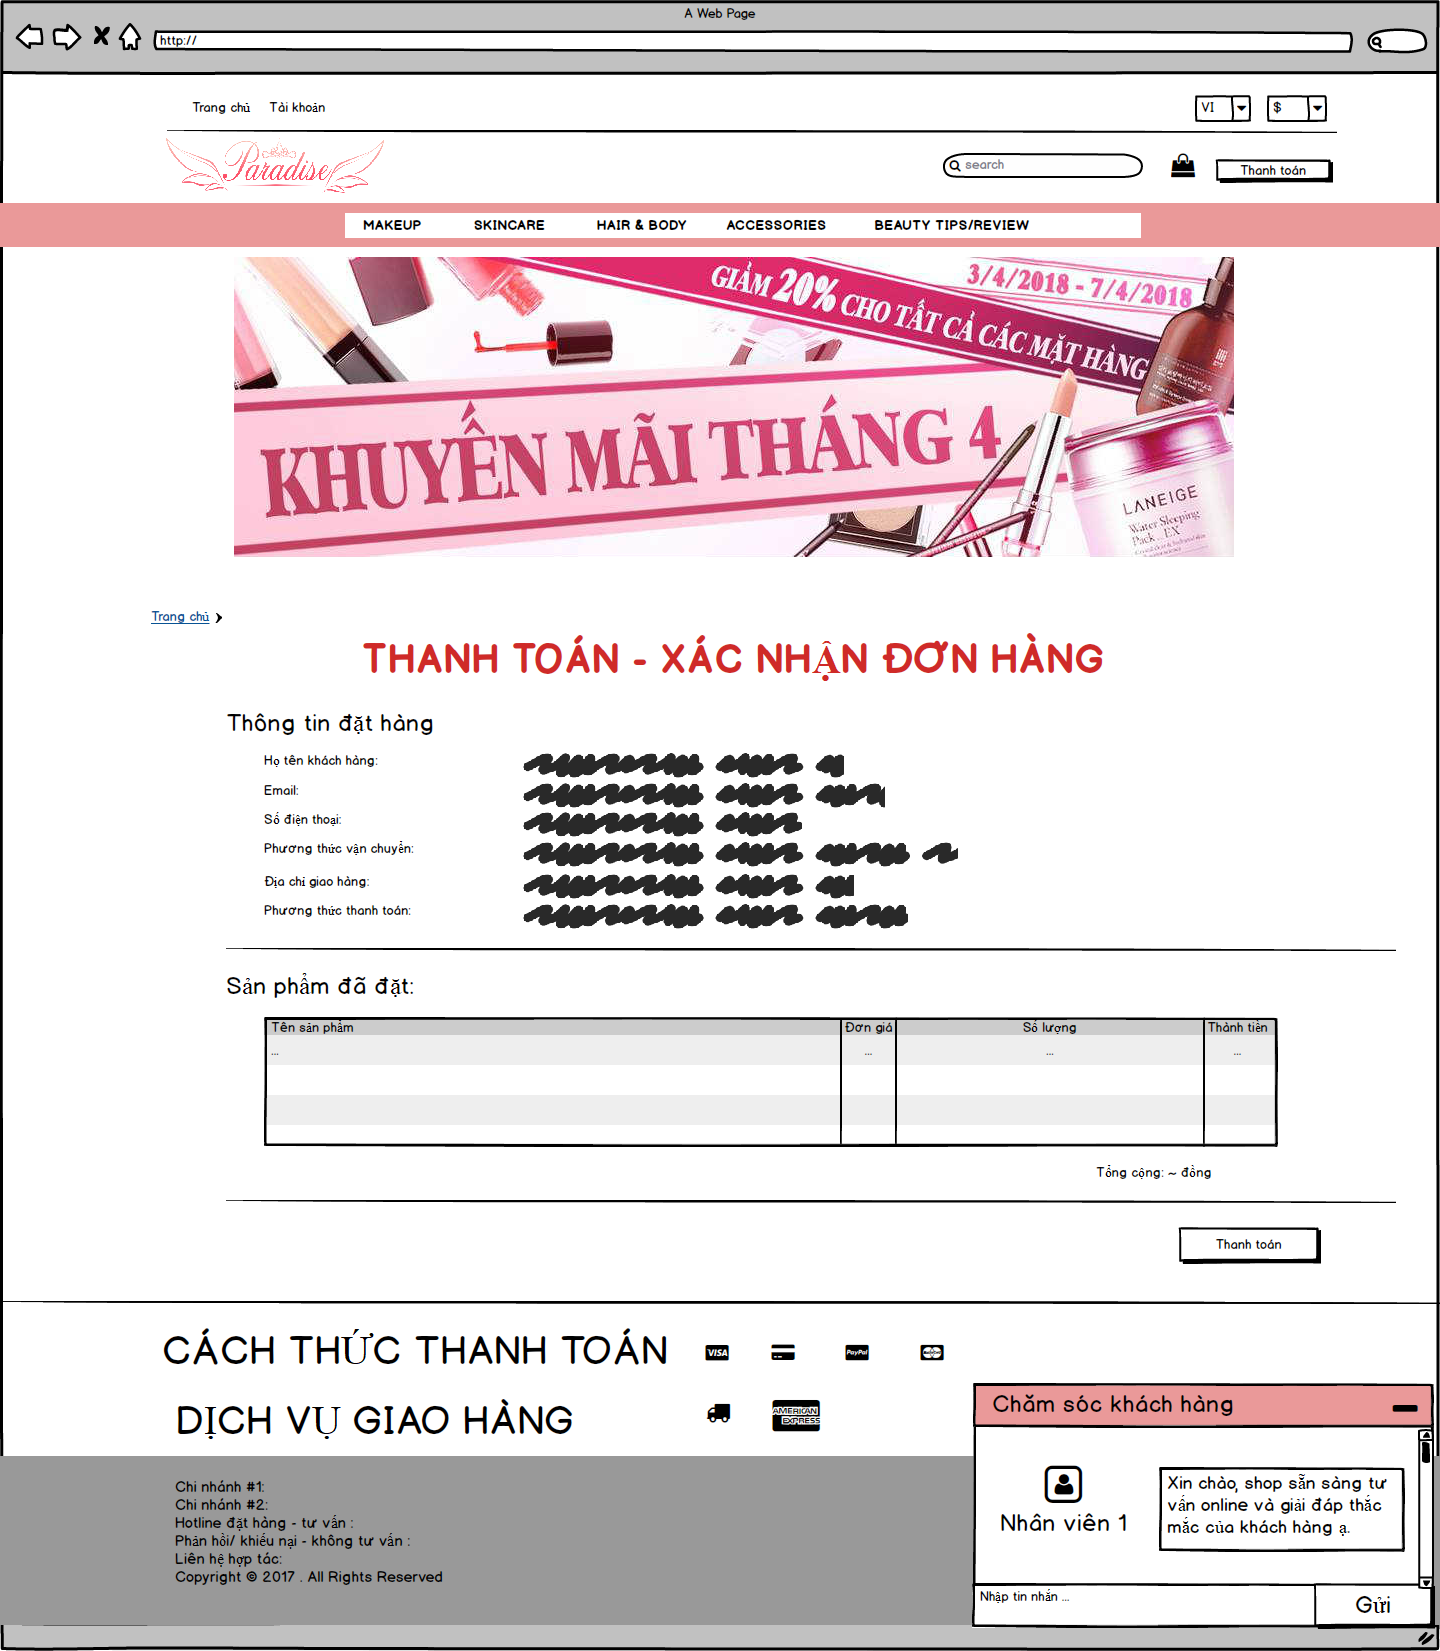 A Web Page
http://
Trang chủ Tài khoản VI $
Paradise search Thanh toán
MAKEUP SKINCARE HAIR & BODY ACCESSORIES BEAUTY TIPS/REVIEW
3/4/2018 - 7/4/2018
GIẢM 20% CHO TẤT CẢ CÁC MẶT HÀNG
KHUYẾN MÃI THÁNG 4
LANEIGE
Water Sleeping
Pack_EX
Trang chủ
THANH TOÁN - XÁC NHẬN ĐƠN HÀNG
Thông tin đặt hàng
Họ tên khách hàng:
Email:
Số điện thoại:
Phương thức vận chuyển:
Địa chỉ giao hàng:
Phương thức thanh toán:
Sản phẩm đã đặt:
Tên sản phẩm Đơn giá Số lượng Thành tiền
... ... ... ...
Tổng cộng: ~ đồng
Thanh toán
CÁCH THỨC THANH TOÁN VISA PayPal
DỊCH VỤ GIAO HÀNG AMERICAN EXPRESS
Chi nhánh #1:
Chi nhánh #2:
Hotline đặt hàng - tư vấn :
Phản hồi/ khiếu nại - không tư vấn :
Liên hệ hợp tác:
Copyright © 2017 . All Rights Reserved
Chăm sóc khách hàng
Nhân viên 1
Xin chào, shop sẵn sàng tư
vấn online và giải đáp thắc
mắc của khách hàng ạ.
Nhập tin nhắn ... Gửi